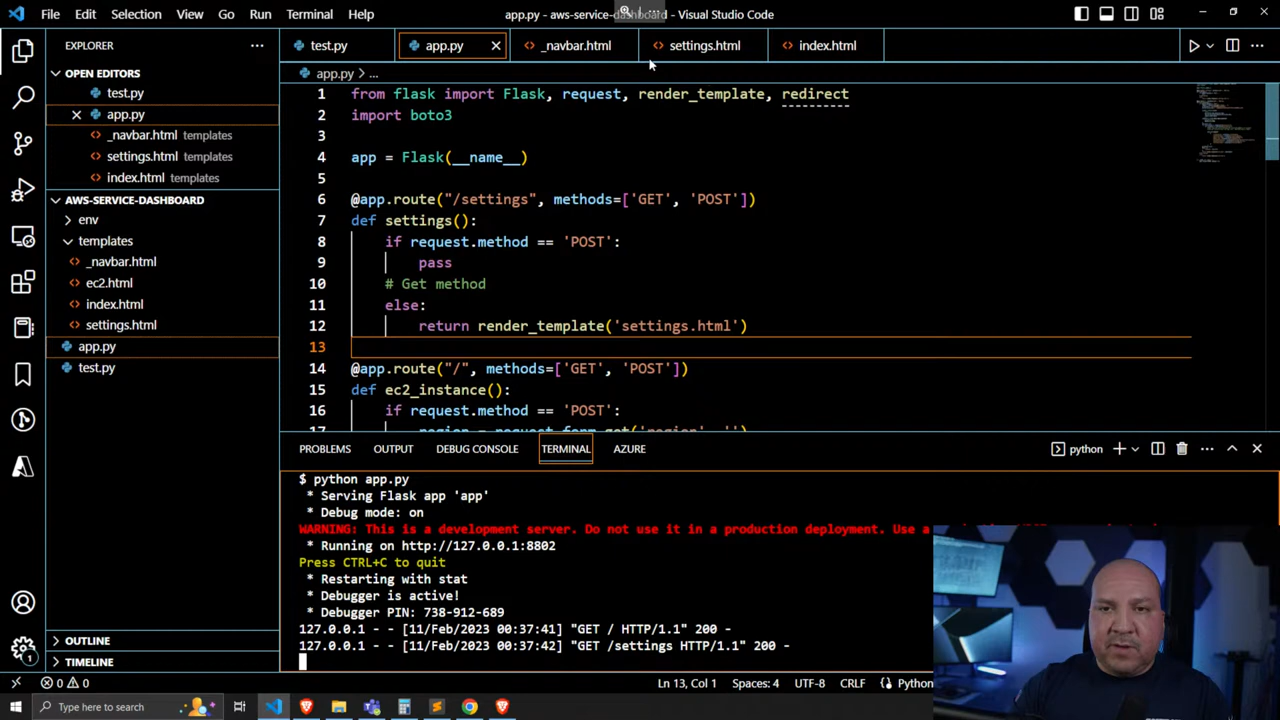 File Edit Selection View Go Run Terminal Help
app.py - aws-service-dashboard - Visual Studio Code
EXPLORER
test.py
app.py
_navbar.html
settings.html
index.html
OPEN EDITORS
test.py
app.py
_navbar.html templates
settings.html templates
index.html templates
AWS-SERVICE-DASHBOARD
env
templates
_navbar.html
ec2.html
index.html
settings.html
app.py
test.py
OUTLINE
TIMELINE
app.py > ...
1 from flask import Flask, request, render_template, redirect
2 import boto3
3
4 app = Flask(__name__)
5
6 @app.route("/settings", methods=['GET', 'POST'])
7 def settings():
8 if request.method == 'POST':
9 pass
10 # Get method
11 else:
12 return render_template('settings.html')
13
14 @app.route("/", methods=['GET', 'POST'])
15 def ec2_instance():
16 if request.method == 'POST':
17 region = request.form.get('region', '')
PROBLEMS OUTPUT DEBUG CONSOLE TERMINAL AZURE
python
$ python app.py
* Serving Flask app 'app'
* Debug mode: on
WARNING: This is a development server. Do not use it in a production deployment. Use a
* Running on http://127.0.0.1:8802
Press CTRL+C to quit
* Restarting with stat
* Debugger is active!
* Debugger PIN: 738-912-689
127.0.0.1 - - [11/Feb/2023 00:37:41] "GET / HTTP/1.1" 200 -
127.0.0.1 - - [11/Feb/2023 00:37:42] "GET /settings HTTP/1.1" 200 -
1
0 0
Ln 13, Col 1 Spaces: 4 UTF-8 CRLF Python
Type here to search